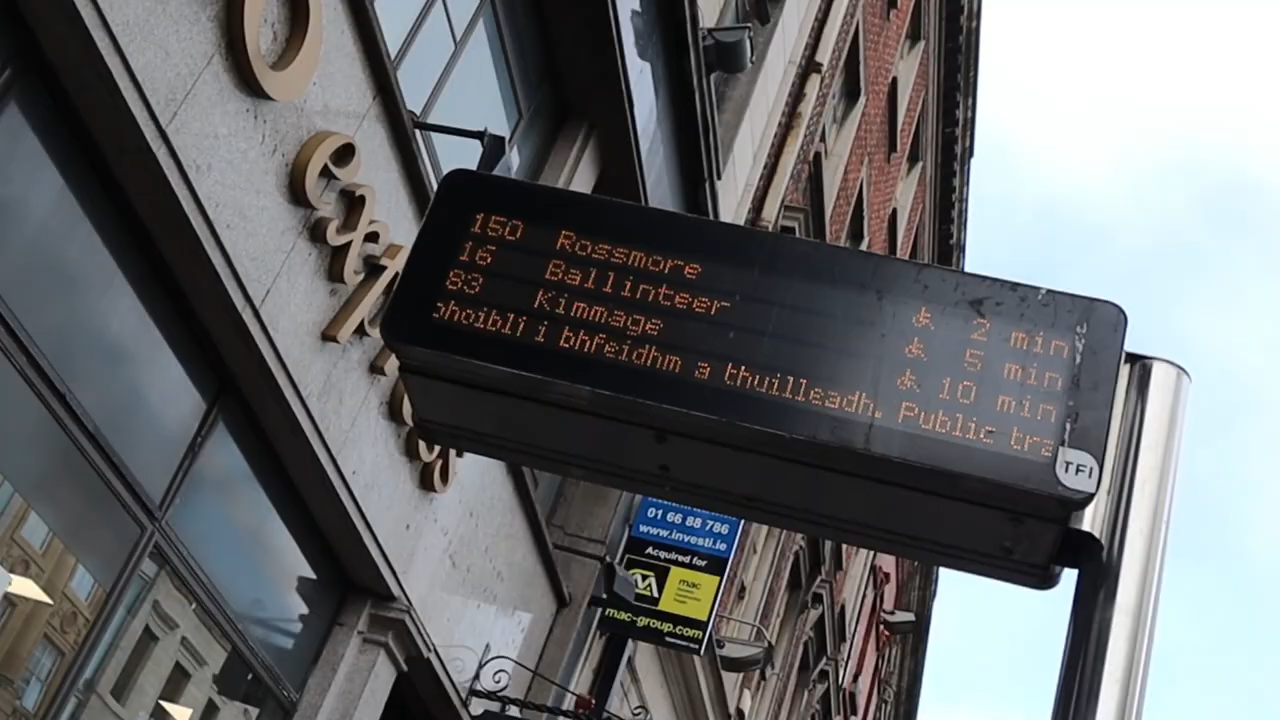 150 Rossmore 2 min
16 Ballinteer 5 min
83 Kimmage 10 min
phoiblí i bhfeidhm a thuilleadh. Public tra
TFI
01 66 88 786
www.investi.ie
Acquired for
mac
mac-group.com